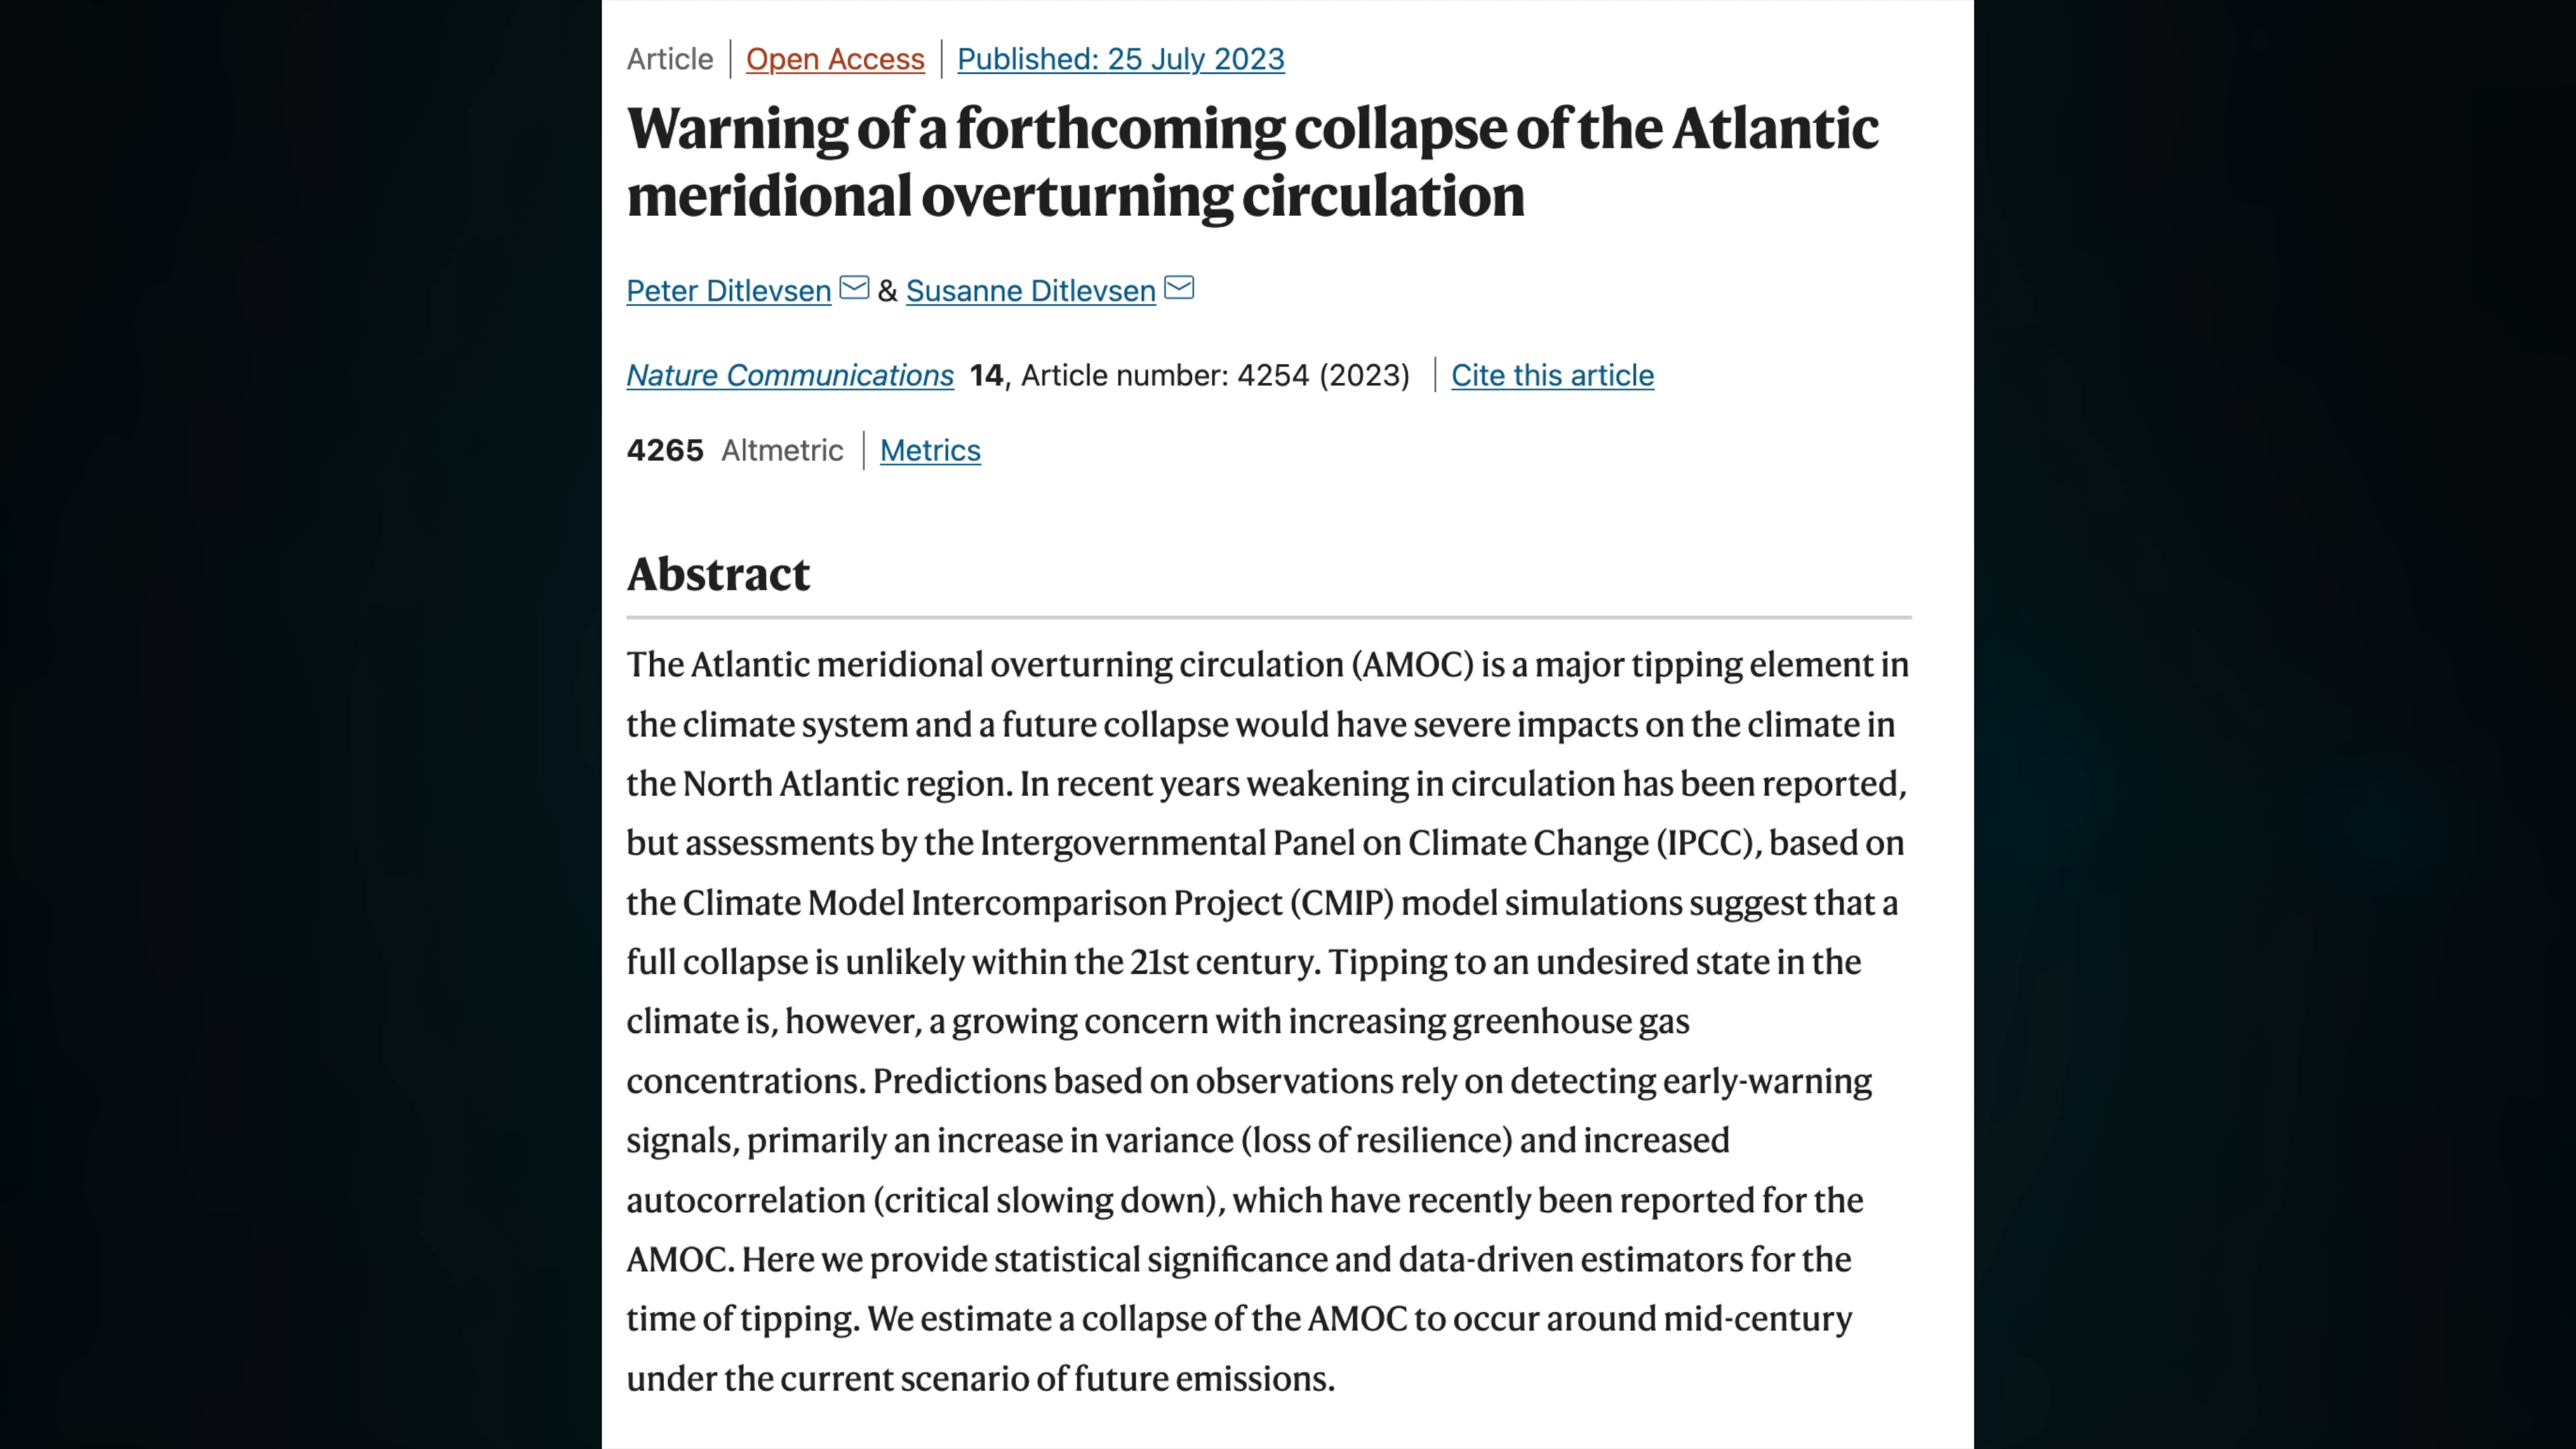 Article | Open Access | Published: 25 July 2023
Warning of a forthcoming collapse of the Atlantic
meridional overturning circulation
Peter Ditlevsen & Susanne Ditlevsen
Nature Communications 14, Article number: 4254 (2023) | Cite this article
4265 Altmetric | Metrics
Abstract
The Atlantic meridional overturning circulation (AMOC) is a major tipping element in
the climate system and a future collapse would have severe impacts on the climate in
the North Atlantic region. In recent years weakening in circulation has been reported,
but assessments by the Intergovernmental Panel on Climate Change (IPCC), based on
the Climate Model Intercomparison Project (CMIP) model simulations suggest that a
full collapse is unlikely within the 21st century. Tipping to an undesired state in the
climate is, however, a growing concern with increasing greenhouse gas
concentrations. Predictions based on observations rely on detecting early-warning
signals, primarily an increase in variance (loss of resilience) and increased
autocorrelation (critical slowing down), which have recently been reported for the
AMOC. Here we provide statistical significance and data-driven estimators for the
time of tipping. We estimate a collapse of the AMOC to occur around mid-century
under the current scenario of future emissions.